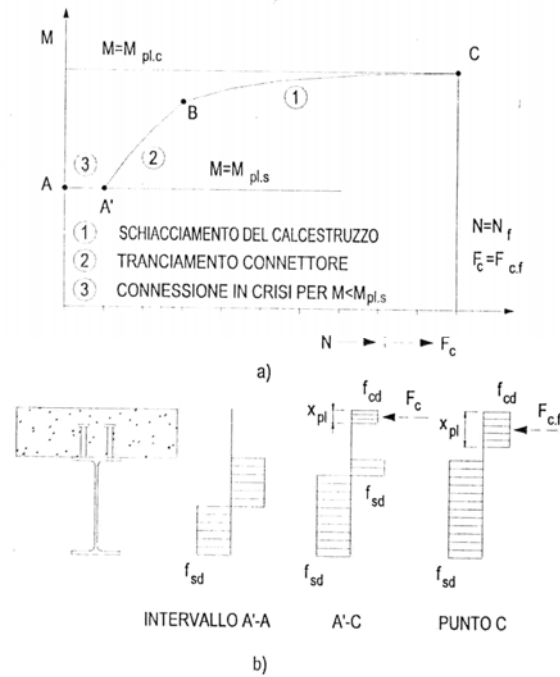 M
M=M pl.c
C
1
B
3
2
M=M pl.s
A
A'
1 SCHIACCIAMENTO DEL CALCESTRUZZO
2 TRANCIAMENTO CONNETTORE
3 CONNESSIONE IN CRISI PER M<M pl.s
N=N f
F c =F c.f
N F c
a)
f cd
F c
x pl
f cd
x pl
F c.f
f sd
f sd
f sd
f sd
INTERVALLO A'-A
A'-C
PUNTO C
b)